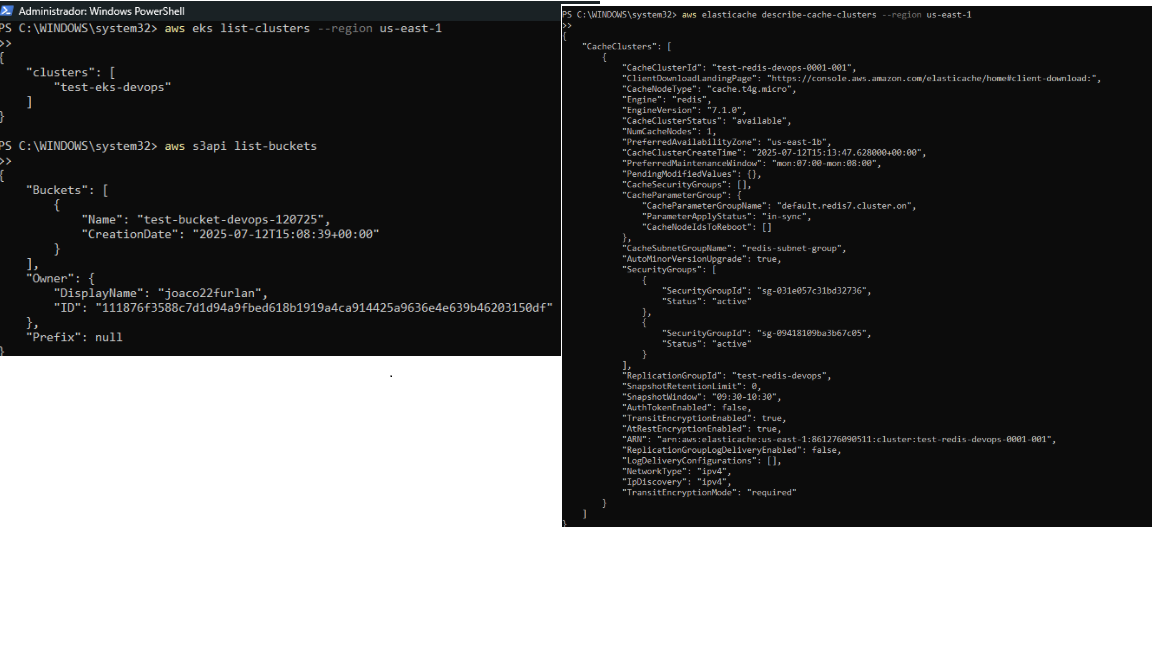 Administrador: Windows PowerShell
PS C:\WINDOWS\system32> aws eks list-clusters --region us-east-1
>>
{
    "clusters": [
        "test-eks-devops"
    ]
}
PS C:\WINDOWS\system32> aws s3api list-buckets
>>
{
    "Buckets": [
        {
            "Name": "test-bucket-devops-120725",
            "CreationDate": "2025-07-12T15:08:39+00:00"
        }
    ],
    "Owner": {
        "DisplayName": "joaco22furlan",
        "ID": "111876f3588c7d1d94a9fbed618b1919a4ca914425a9636e4e639b46203150df"
    },
    "Prefix": null
}
.
PS C:\WINDOWS\system32> aws elasticache describe-cache-clusters --region us-east-1
>>
{
    "CacheClusters": [
        {
            "CacheClusterId": "test-redis-devops-0001-001",
            "ClientDownloadLandingPage": "https://console.aws.amazon.com/elasticache/home#client-download:",
            "CacheNodeType": "cache.t4g.micro",
            "Engine": "redis",
            "EngineVersion": "7.1.0",
            "CacheClusterStatus": "available",
            "NumCacheNodes": 1,
            "PreferredAvailabilityZone": "us-east-1b",
            "CacheClusterCreateTime": "2025-07-12T15:13:47.628000+00:00",
            "PreferredMaintenanceWindow": "mon:07:00-mon:08:00",
            "PendingModifiedValues": {},
            "CacheSecurityGroups": [],
            "CacheParameterGroup": {
                "CacheParameterGroupName": "default.redis7.cluster.on",
                "ParameterApplyStatus": "in-sync",
                "CacheNodeIdsToReboot": []
            },
            "CacheSubnetGroupName": "redis-subnet-group",
            "AutoMinorVersionUpgrade": true,
            "SecurityGroups": [
                {
                    "SecurityGroupId": "sg-031e057c31bd32736",
                    "Status": "active"
                },
                {
                    "SecurityGroupId": "sg-09418109ba3b67c05",
                    "Status": "active"
                }
            ],
            "ReplicationGroupId": "test-redis-devops",
            "SnapshotRetentionLimit": 0,
            "SnapshotWindow": "09:30-10:30",
            "AuthTokenEnabled": false,
            "TransitEncryptionEnabled": true,
            "AtRestEncryptionEnabled": true,
            "ARN": "arn:aws:elasticache:us-east-1:861276090511:cluster:test-redis-devops-0001-001",
            "ReplicationGroupLogDeliveryEnabled": false,
            "LogDeliveryConfigurations": [],
            "NetworkType": "ipv4",
            "IpDiscovery": "ipv4",
            "TransitEncryptionMode": "required"
        }
    ]
}